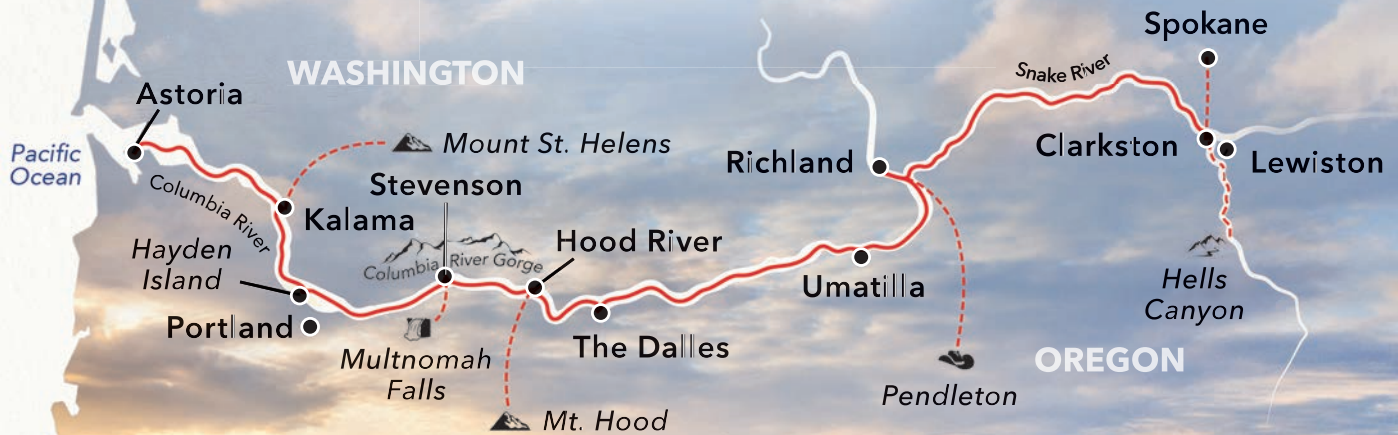 Spokane
WASHINGTON
Snake River
Astoria
Pacific
Ocean
Mount St. Helens
Clarkston
Lewiston
Richland
Stevenson
Columbia River
Kalama
Hayden
Island
Hood River
Columbia River Gorge
Umatilla
Hells
Canyon
Portland
The Dalles
Multnomah
Falls
OREGON
Pendleton
Mt. Hood